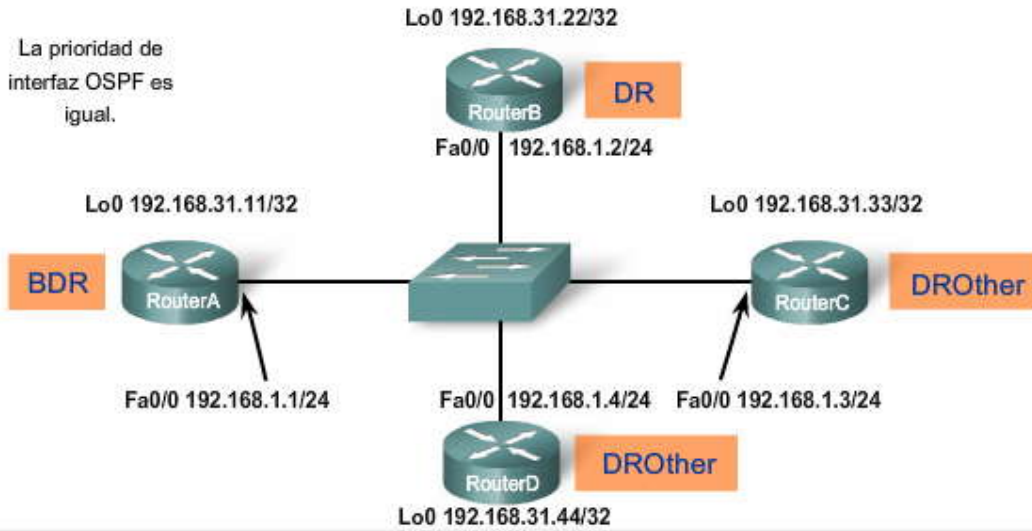 Lo0 192.168.31.22/32
La prioridad de
interfaz OSPF es
igual.
RouterB
DR
Fa0/0 192.168.1.2/24
Lo0 192.168.31.11/32
Lo0 192.168.31.33/32
BDR
RouterA
RouterC
DROther
Fa0/0 192.168.1.1/24
Fa0/0 192.168.1.4/24
Fa0/0 192.168.1.3/24
RouterD
DROther
Lo0 192.168.31.44/32